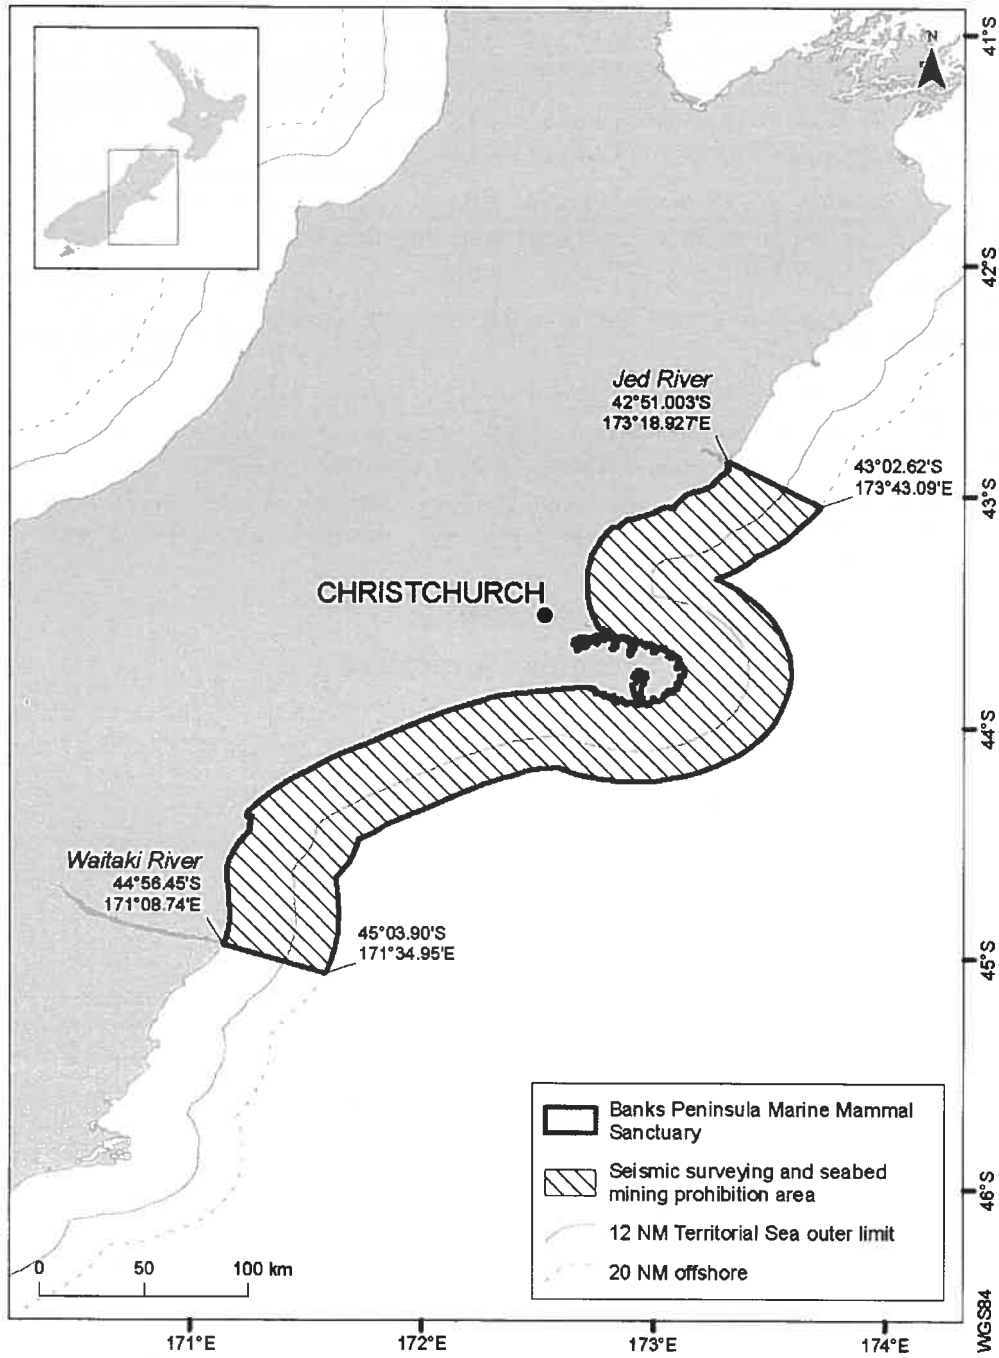 N
41°S
42°S
Jed River
42°51.003'S
173°18.927'E
43°02.62'S
173°43.09'E
43°S
CHRISTCHURCH
44°S
Waitaki River
44°56.45'S
171°08.74'E
45°03.90'S
171°34.95'E
45°S
Banks Peninsula Marine Mammal
Sanctuary
Seismic surveying and seabed
mining prohibition area
12 NM Territorial Sea outer limit
20 NM offshore
46°S
0 50 100 km
WGS84
171°E 172°E 173°E 174°E